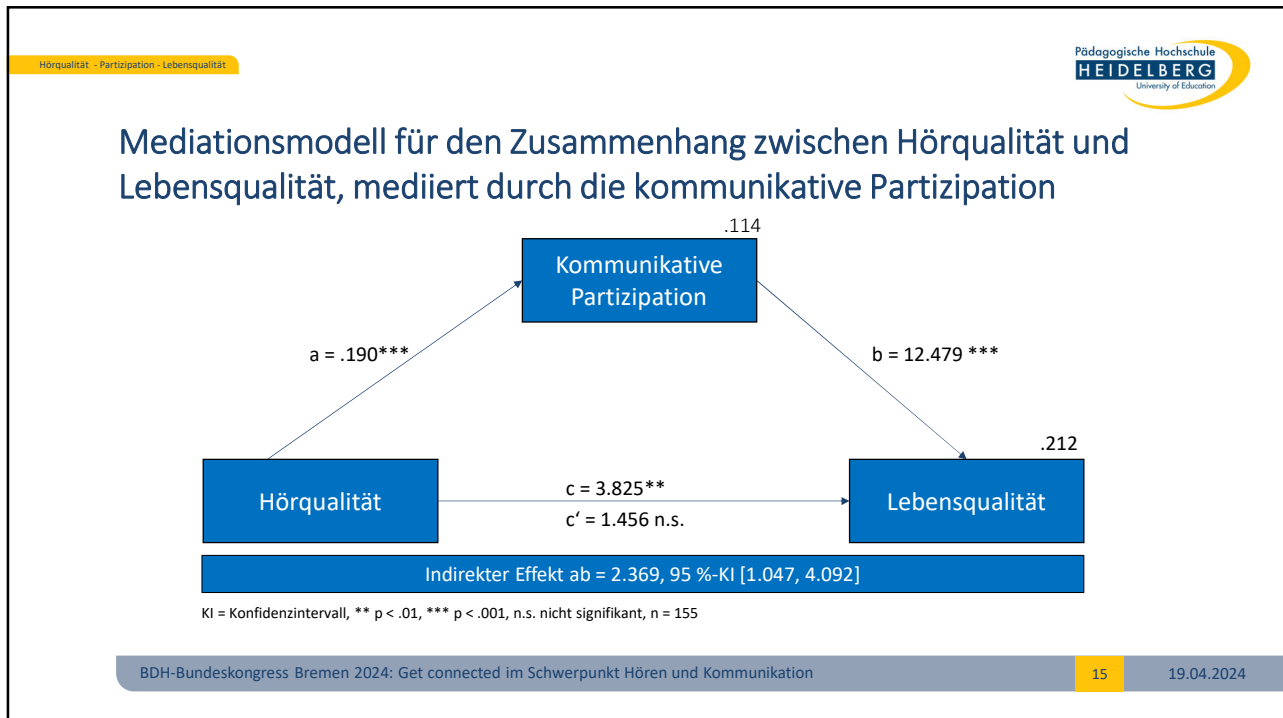 Hörqualität - Partizipation - Lebensqualität
Pädagogische Hochschule
HEIDELBERG
University of Education
Mediationsmodell für den Zusammenhang zwischen Hörqualität und
Lebensqualität, mediiert durch die kommunikative Partizipation
.114
Kommunikative
Partizipation
a = .190***
b = 12.479 ***
.212
Hörqualität
c = 3.825**
c‘ = 1.456 n.s.
Lebensqualität
Indirekter Effekt ab = 2.369, 95 %-KI [1.047, 4.092]
KI = Konfidenzintervall, ** p < .01, *** p < .001, n.s. nicht signifikant, n = 155
BDH-Bundeskongress Bremen 2024: Get connected im Schwerpunkt Hören und Kommunikation
15
19.04.2024